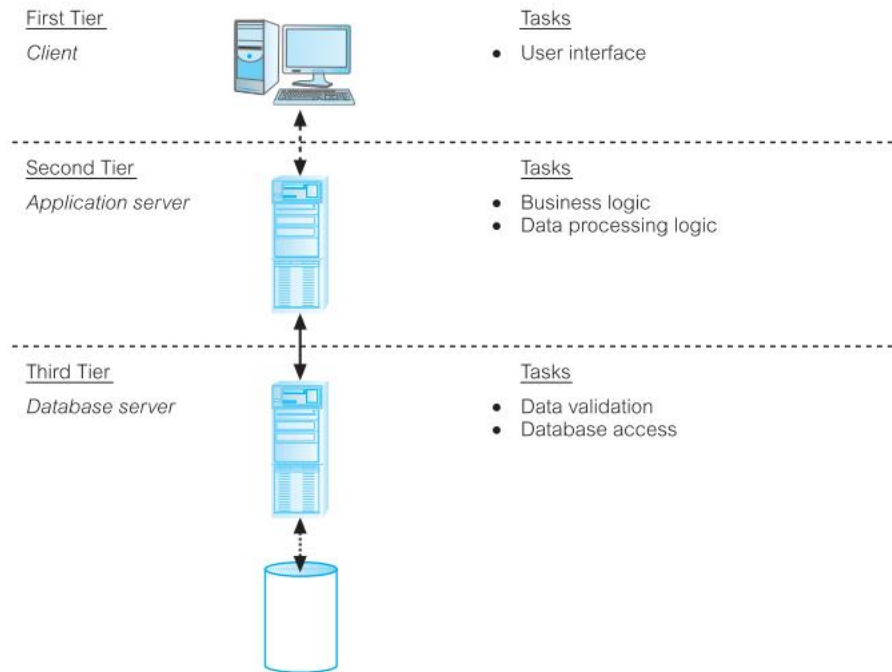 First Tier
Tasks
Client
• User interface
Second Tier
Tasks
Application server
• Business logic
• Data processing logic
Third Tier
Tasks
Database server
• Data validation
• Database access